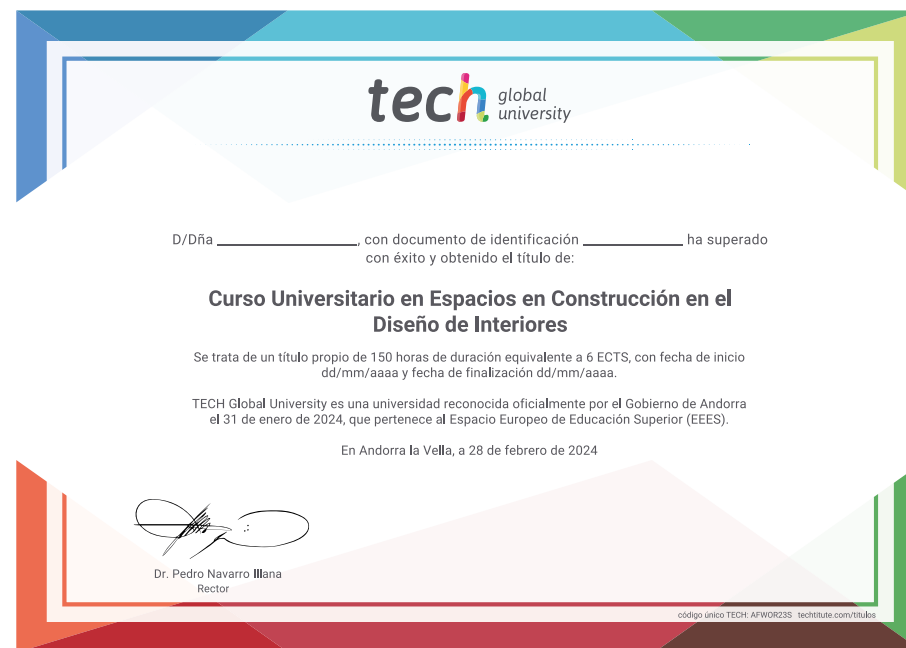 tech global university
D/Dña ____________, con documento de identificación ____________ ha superado
con éxito y obtenido el título de:
Curso Universitario en Espacios en Construcción en el
Diseño de Interiores
Se trata de un título propio de 150 horas de duración equivalente a 6 ECTS, con fecha de inicio
dd/mm/aaaa y fecha de finalización dd/mm/aaaa.
TECH Global University es una universidad reconocida oficialmente por el Gobierno de Andorra
el 31 de enero de 2024, que pertenece al Espacio Europeo de Educación Superior (EEES).
En Andorra la Vella, a 28 de febrero de 2024
Dr. Pedro Navarro Illana
Rector
código único TECH: AFWOR23S techtitute.com/titulos